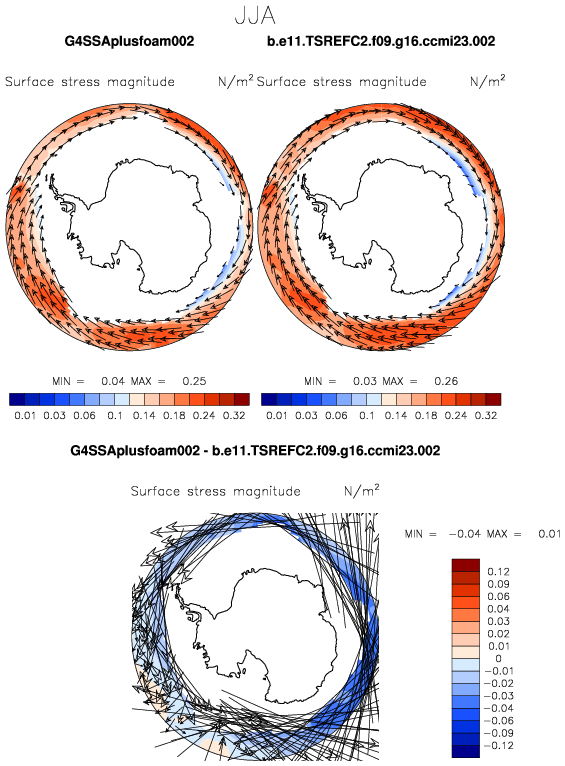 JJA
G4SSAplusfoam002 b.e11.TSREFC2.f09.g16.ccmi23.002
Surface stress magnitude N/m² Surface stress magnitude N/m²
MIN = 0.04 MAX = 0.25 MIN = 0.03 MAX = 0.26
0.01 0.03 0.06 0.1 0.14 0.18 0.24 0.32 0.01 0.03 0.06 0.1 0.14 0.18 0.24 0.32
G4SSAplusfoam002 - b.e11.TSREFC2.f09.g16.ccmi23.002
Surface stress magnitude N/m²
MIN = -0.04 MAX = 0.01
0.12
0.09
0.06
0.04
0.03
0.02
0.01
0
-0.01
-0.02
-0.03
-0.04
-0.06
-0.09
-0.12